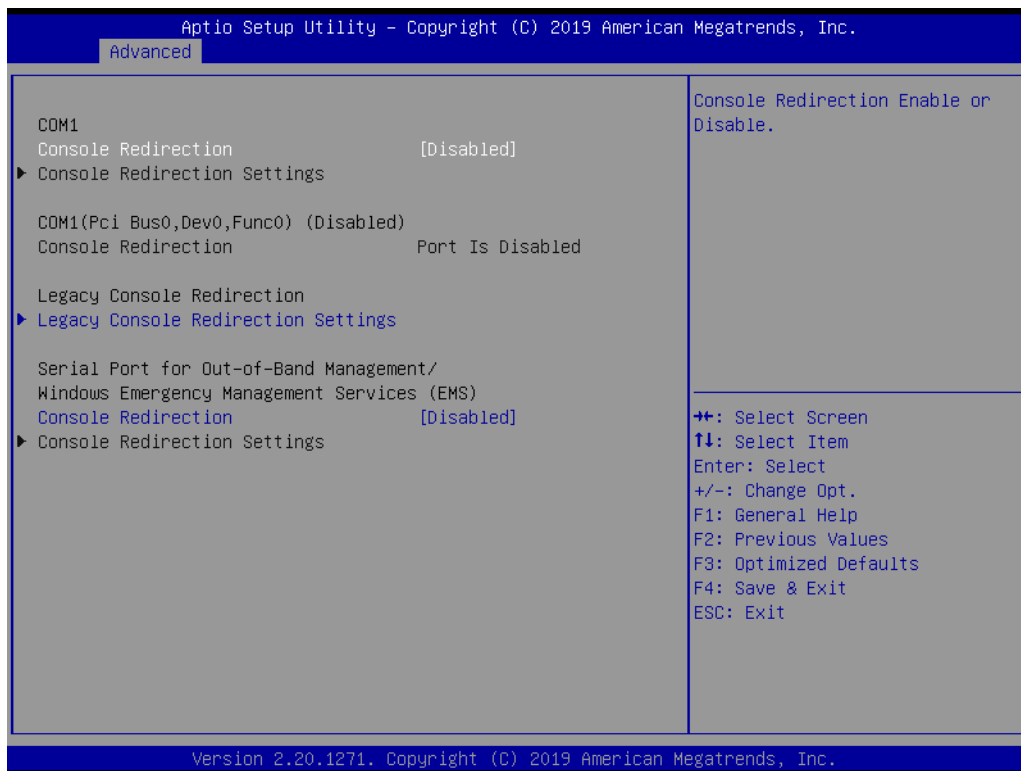 Aptio Setup Utility – Copyright (C) 2019 American Megatrends, Inc.
Advanced
COM1
Console Redirection [Disabled]
▶ Console Redirection Settings
COM1(Pci Bus0,Dev0,Func0) (Disabled)
Console Redirection Port Is Disabled
Legacy Console Redirection
▶ Legacy Console Redirection Settings
Serial Port for Out-of-Band Management/
Windows Emergency Management Services (EMS)
Console Redirection [Disabled]
▶ Console Redirection Settings
Console Redirection Enable or
Disable.
→←: Select Screen
↑↓: Select Item
Enter: Select
+/-: Change Opt.
F1: General Help
F2: Previous Values
F3: Optimized Defaults
F4: Save & Exit
ESC: Exit
Version 2.20.1271. Copyright (C) 2019 American Megatrends, Inc.